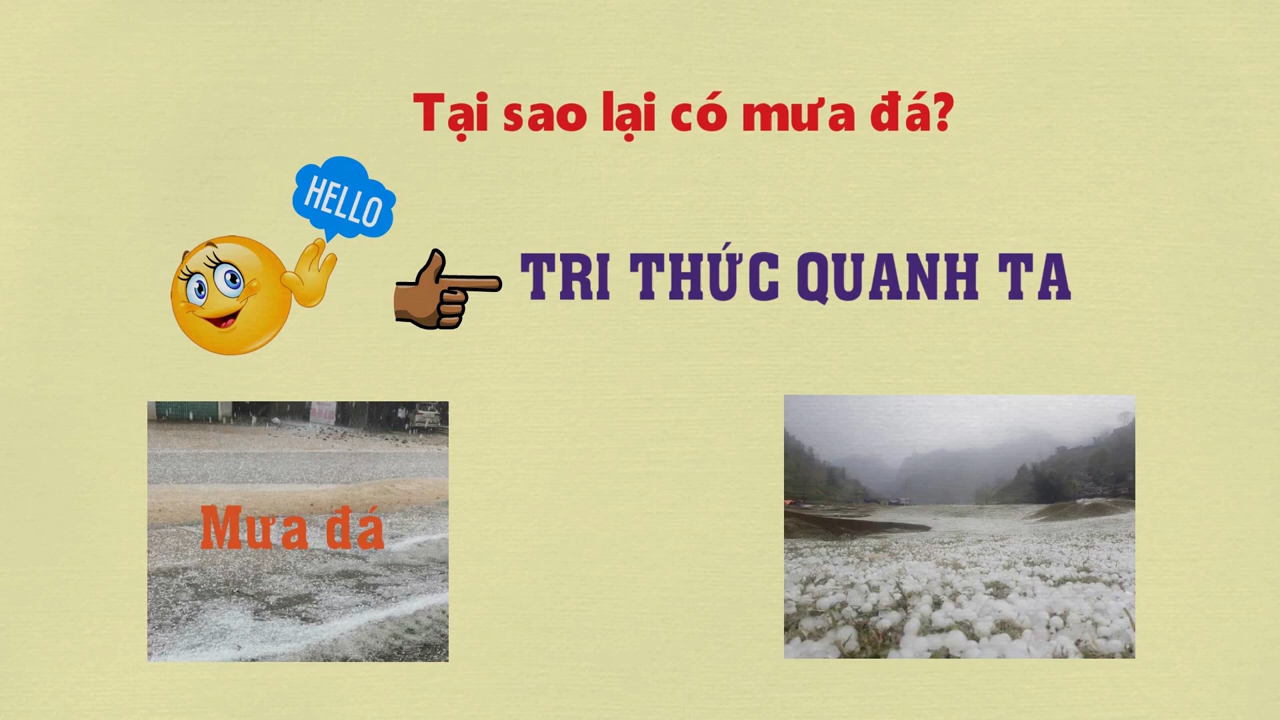 Tại sao lại có mưa đá?
HELLO
TRI THỨC QUANH TA
Mưa đá